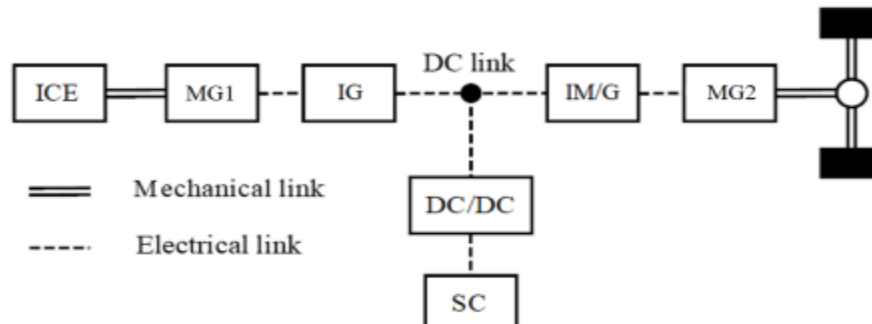 DC link
ICE
MG1
IG
IM/G
MG2
Mechanical link
DC/DC
Electrical link
SC